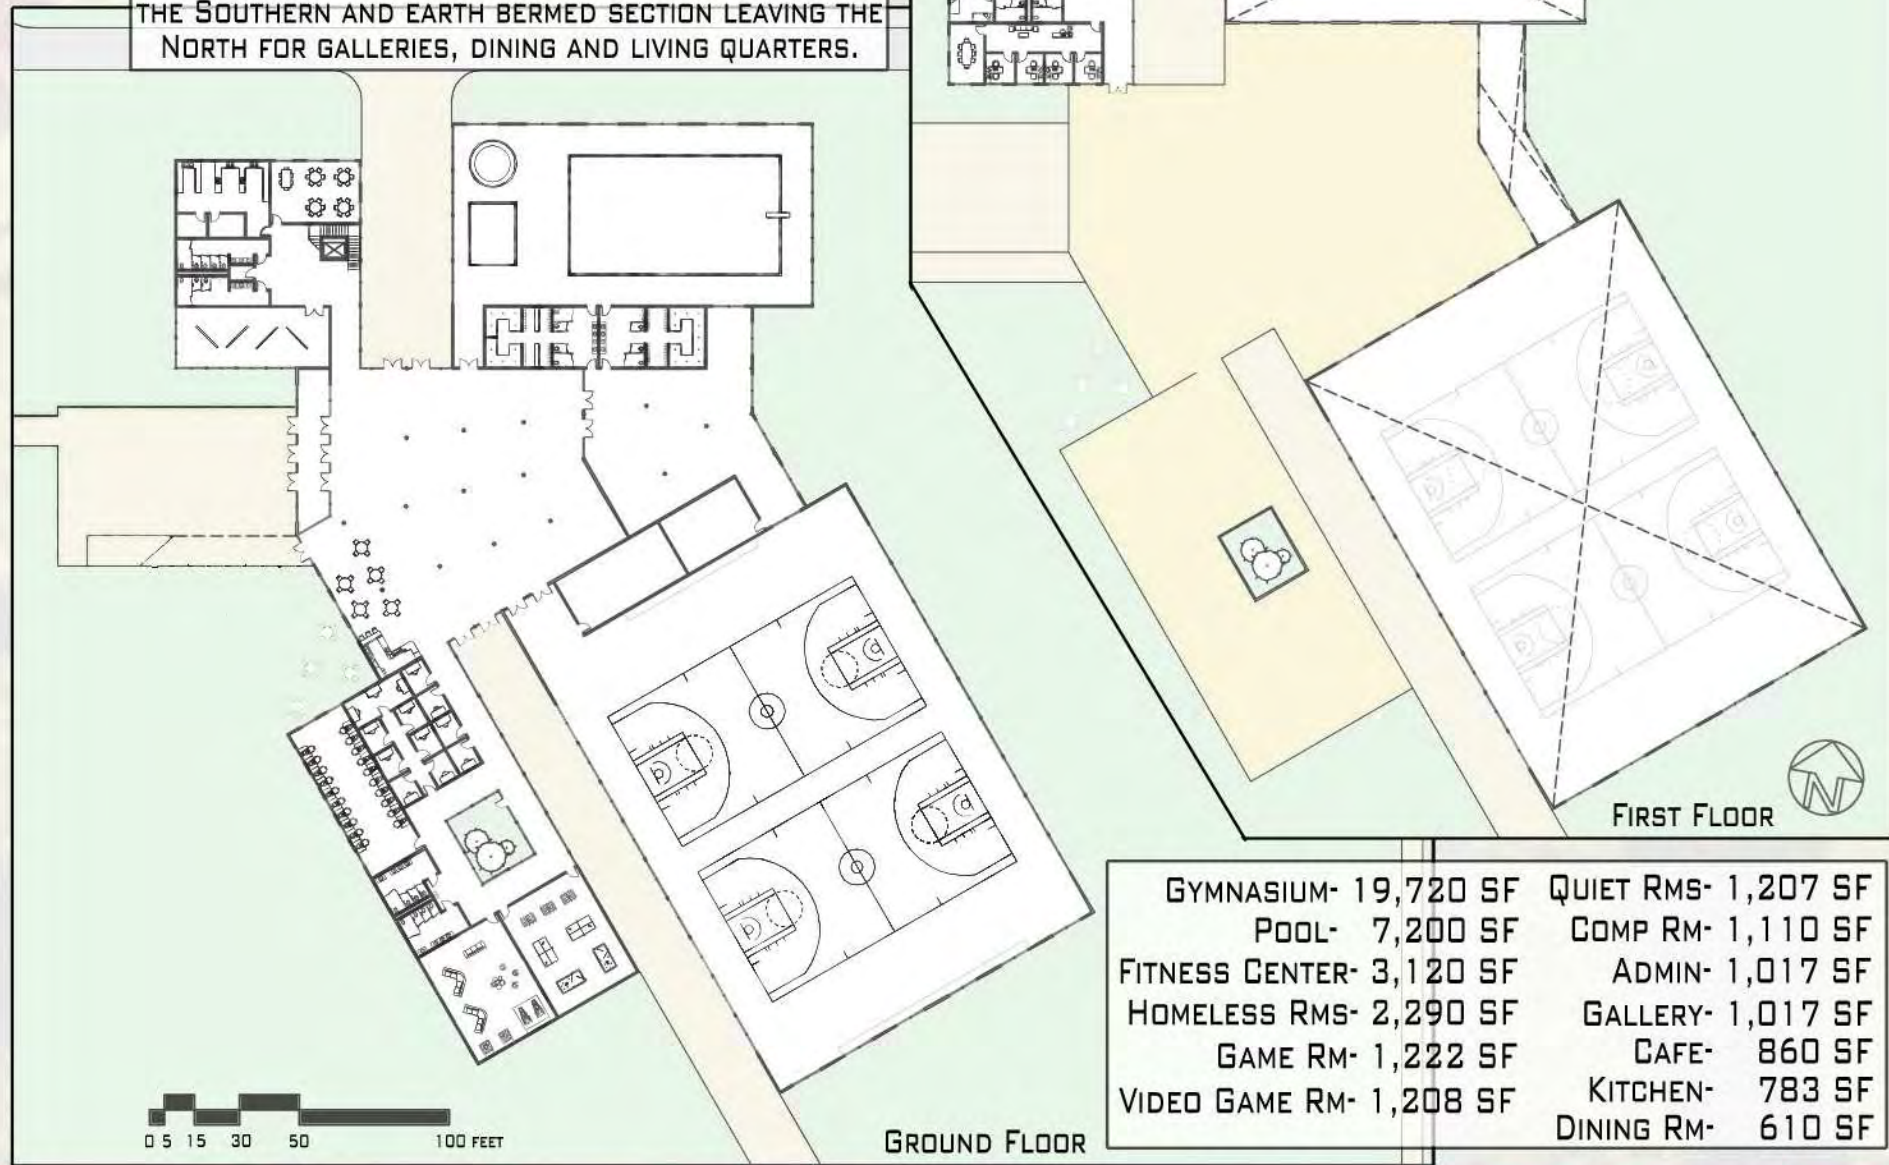 THE SOUTHERN AND EARTH BERMED SECTION LEAVING THE
NORTH FOR GALLERIES, DINING AND LIVING QUARTERS.
N
FIRST FLOOR
GYMNASIUM- 19,720 SF
POOL- 7,200 SF
FITNESS CENTER- 3,120 SF
HOMELESS RMS- 2,290 SF
GAME RM- 1,222 SF
VIDEO GAME RM- 1,208 SF
QUIET RMS- 1,207 SF
COMP RM- 1,110 SF
ADMIN- 1,017 SF
GALLERY- 1,017 SF
CAFE- 860 SF
KITCHEN- 783 SF
DINING RM- 610 SF
0 5 15 30 50 100 FEET
GROUND FLOOR